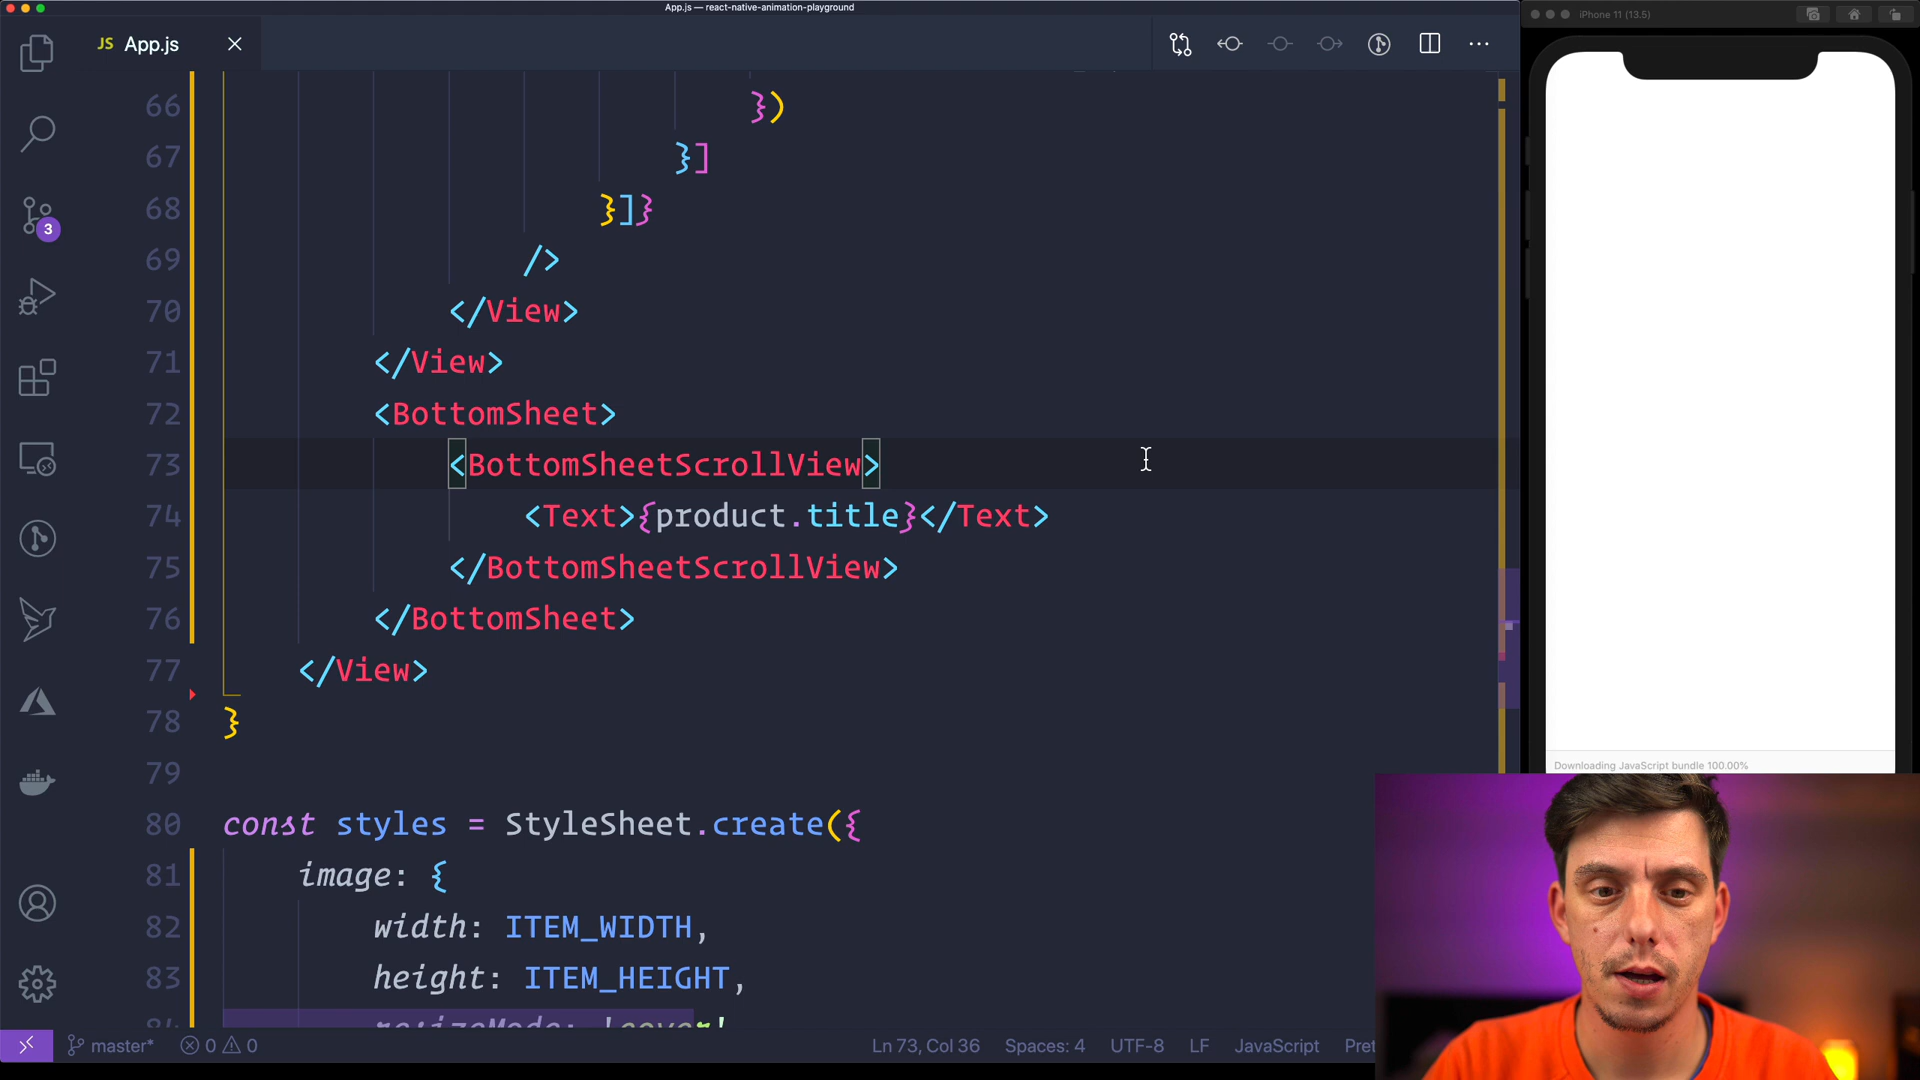 App.js — react-native-animation-playground
iPhone 11 (13.5)
JS App.js
66 })
67 }]
68 }]}
69 />
70 </View>
71 </View>
72 <BottomSheet>
73 <BottomSheetScrollView>
74 <Text>{product.title}</Text>
75 </BottomSheetScrollView>
76 </BottomSheet>
77 </View>
78 }
79
80 const styles = StyleSheet.create({
81 image: {
82 width: ITEM_WIDTH,
83 height: ITEM_HEIGHT,
84 resizeMode: 'cover'
3
Downloading JavaScript bundle 100.00%
master* 0 0 Ln 73, Col 36 Spaces: 4 UTF-8 LF JavaScript Pret